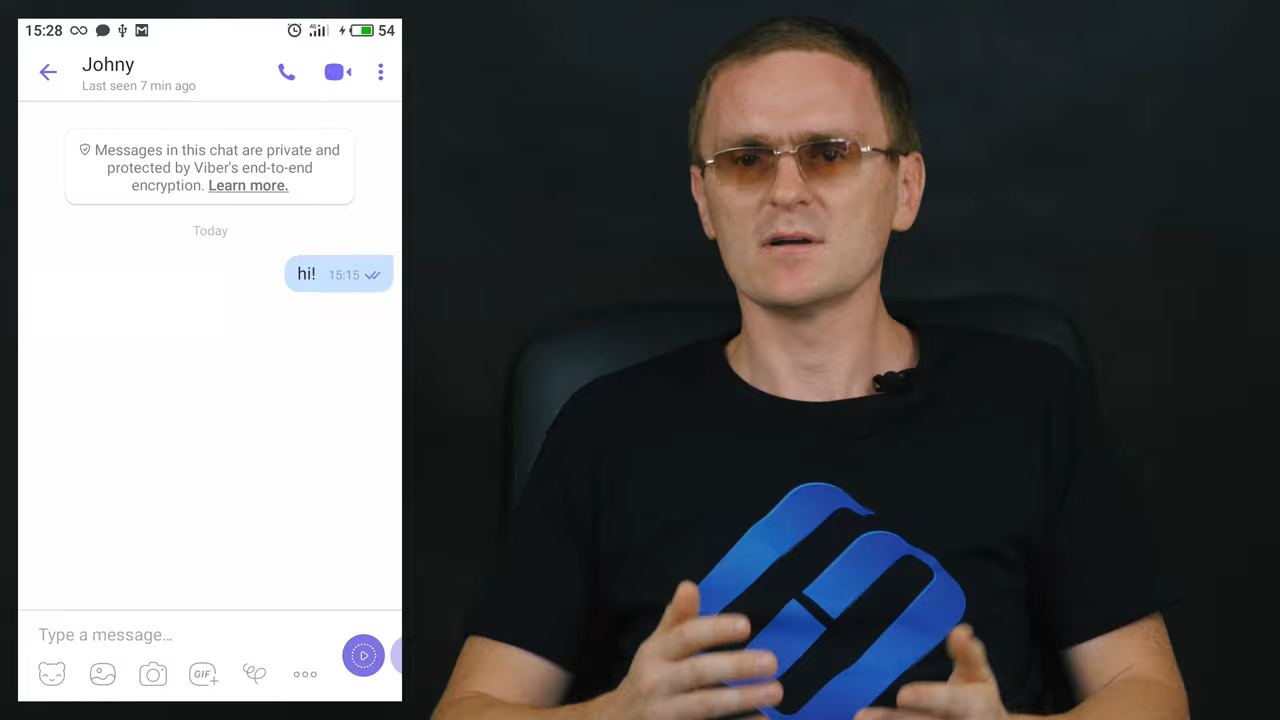 15:28 4G 54
Johny
Last seen 7 min ago
Messages in this chat are private and
protected by Viber's end-to-end
encryption. Learn more.
Today
hi! 15:15
Type a message...
GIF